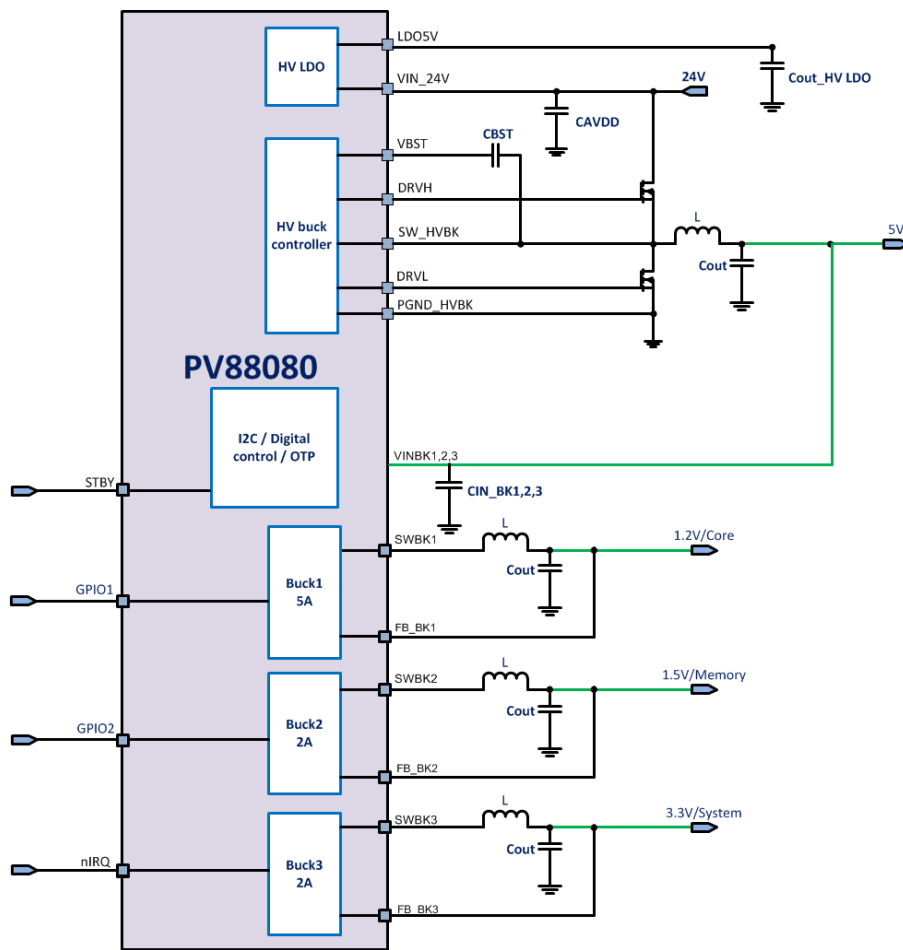 LDO5V
HV LDO
Cout_HV LDO
VIN_24V
24V
CAVDD
CBST
VBST
DRVH
HV buck
controller
SW_HVBK
L
5V
Cout
DRVL
PGND_HVBK
PV88080
I2C / Digital
control / OTP
VINBK1,2,3
CIN_BK1,2,3
STBY
SWBK1
L
1.2V/Core
Buck1
5A
Cout
GPIO1
FB_BK1
SWBK2
L
1.5V/Memory
Buck2
2A
Cout
GPIO2
FB_BK2
SWBK3
L
3.3V/System
Buck3
2A
Cout
nIRQ
FB_BK3